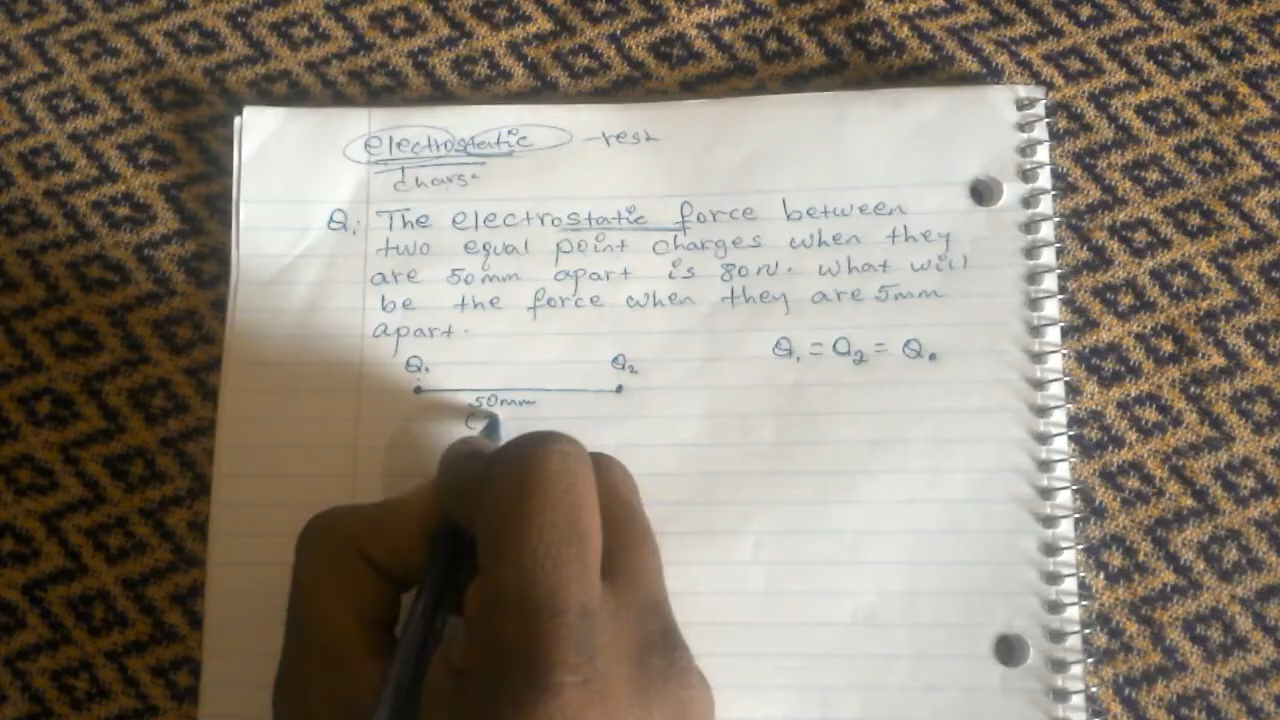 electrostatic -rest
charge
Q: The electrostatic force between
two equal point charges when they
are 50mm apart is 80N. What will
be the force when they are 5mm
apart.
Q₁ Q₂ Q₁ = Q₂ = Q.
50mm